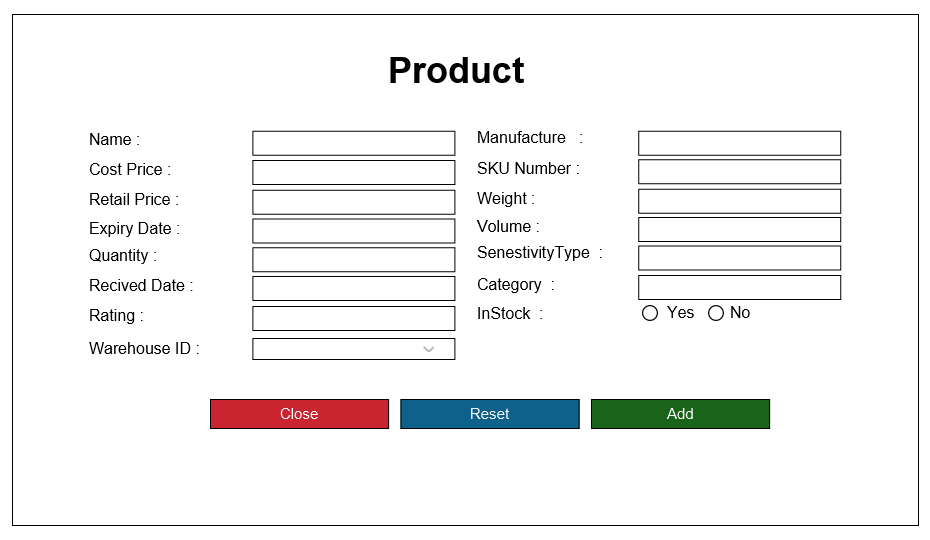 Product
Name :
Manufacture :
Cost Price :
SKU Number :
Retail Price :
Weight :
Expiry Date :
Volume :
Quantity :
SenestivityType :
Recived Date :
Category :
Rating :
InStock :
Yes
No
Warehouse ID :
Close
Reset
Add